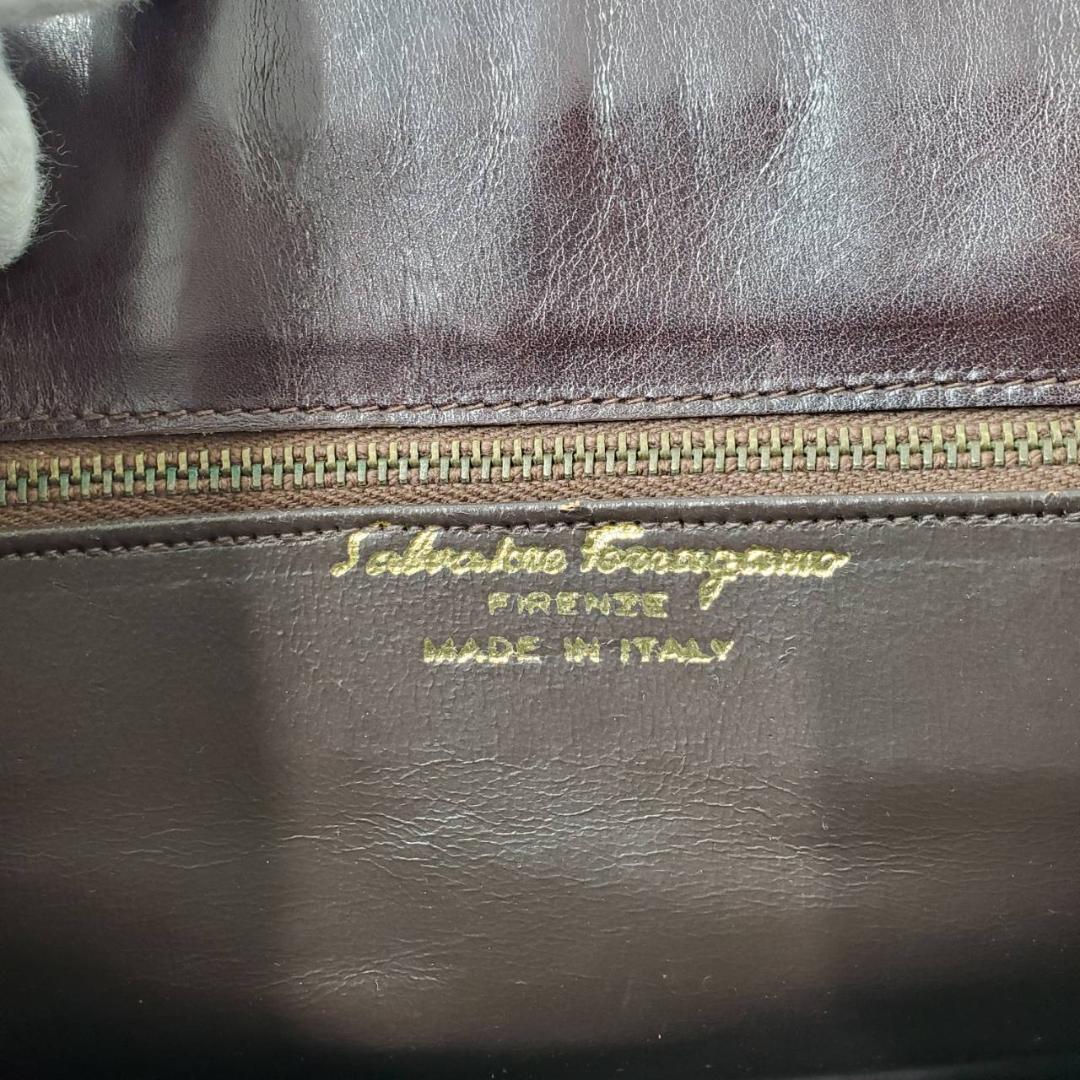 Salvatore Ferragamo
FIRENZE
MADE IN ITALY